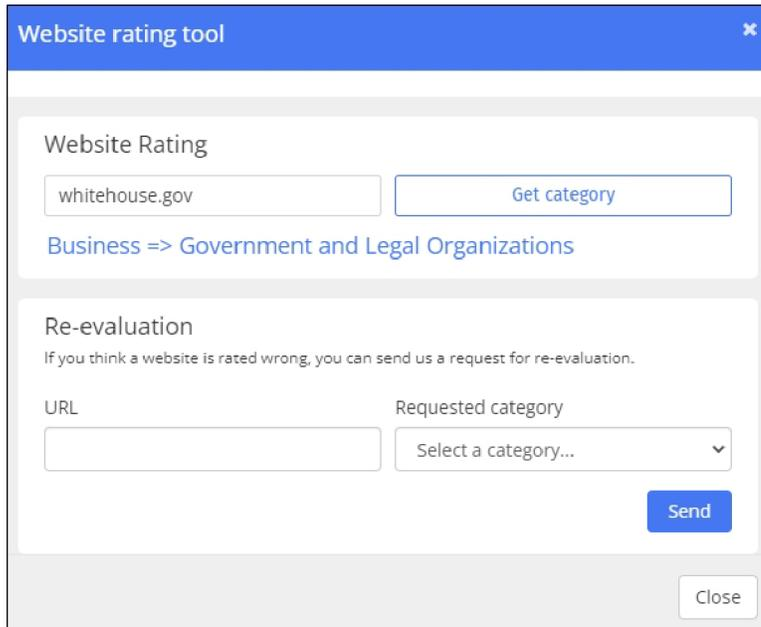 Website rating tool
Website Rating
whitehouse.gov
Get category
Business => Government and Legal Organizations
Re-evaluation
If you think a website is rated wrong, you can send us a request for re-evaluation.
URL
Requested category
Select a category...
Send
Close